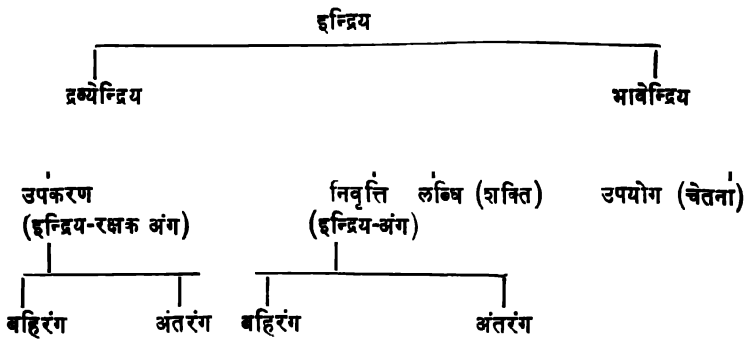 इन्द्रिय
द्रव्येन्द्रिय भावेन्द्रिय
उपकरण निवृत्ति लब्धि (शक्ति) उपयोग (चेतना)
(इन्द्रिय-रक्षक अंग) (इन्द्रिय-अंग)
बहिरंग अंतरंग बहिरंग अंतरंग